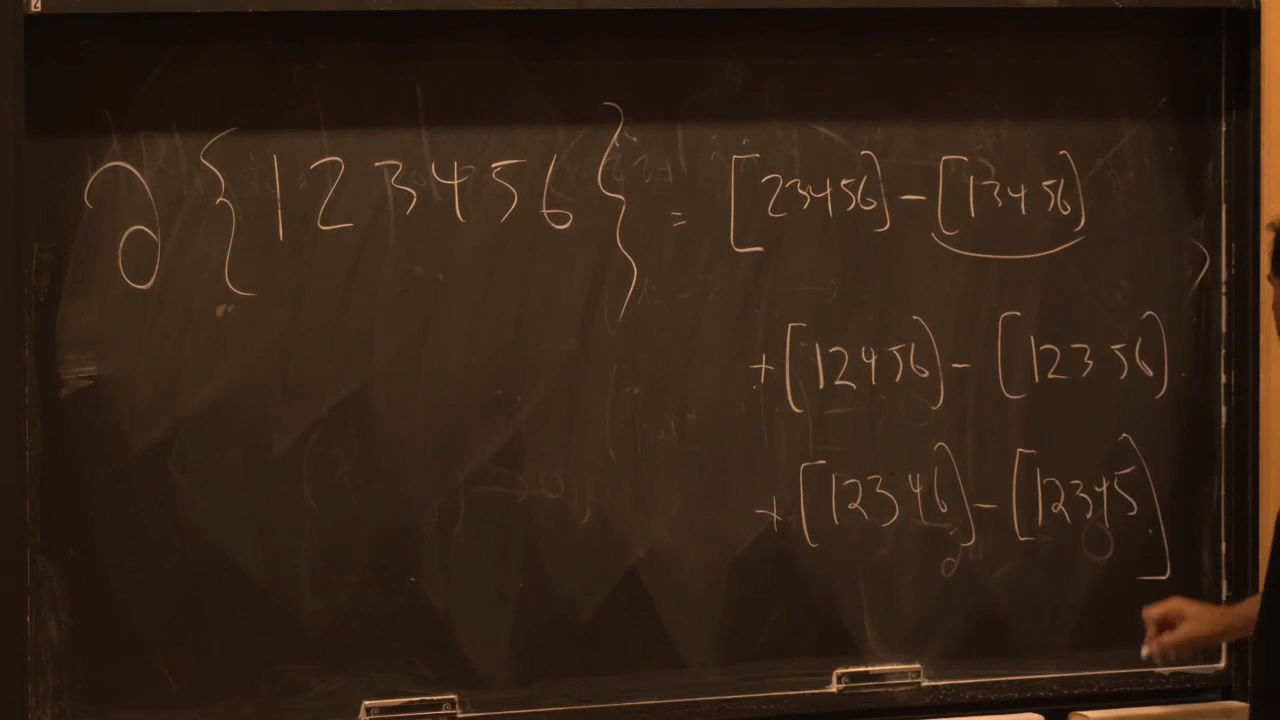 ∂{123456} = [23456] - [13456]
+ [12456] - [12356]
+ [12346] - [12345]